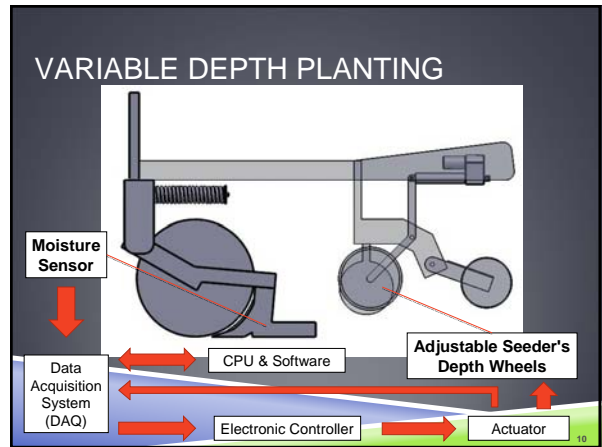 VARIABLE DEPTH PLANTING
Moisture
Sensor
Adjustable Seeder's
Depth Wheels
Data
Acquisition
System
(DAQ)
CPU & Software
Electronic Controller
Actuator
10